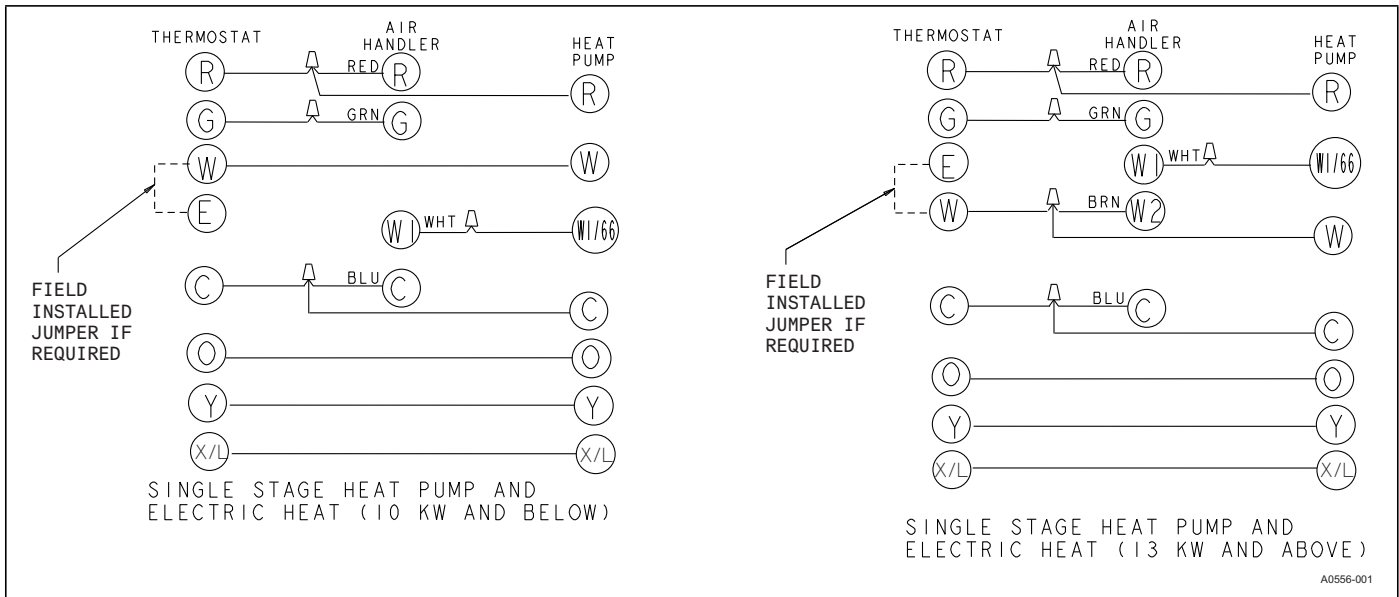 THERMOSTAT
AIR
HANDLER
HEAT
PUMP
R
RED
R
R
G
GRN
G
W
W
E
W1
WHT
W1/66
C
BLU
C
C
O
O
Y
Y
X/L
X/L
FIELD
INSTALLED
JUMPER IF
REQUIRED
SINGLE STAGE HEAT PUMP AND
ELECTRIC HEAT (10 KW AND BELOW)
THERMOSTAT
AIR
HANDLER
HEAT
PUMP
R
RED
R
R
G
GRN
G
E
W1
WHT
W1/66
W
BRN
W2
W
C
BLU
C
C
O
O
Y
Y
X/L
X/L
FIELD
INSTALLED
JUMPER IF
REQUIRED
SINGLE STAGE HEAT PUMP AND
ELECTRIC HEAT (13 KW AND ABOVE)
A0556-001